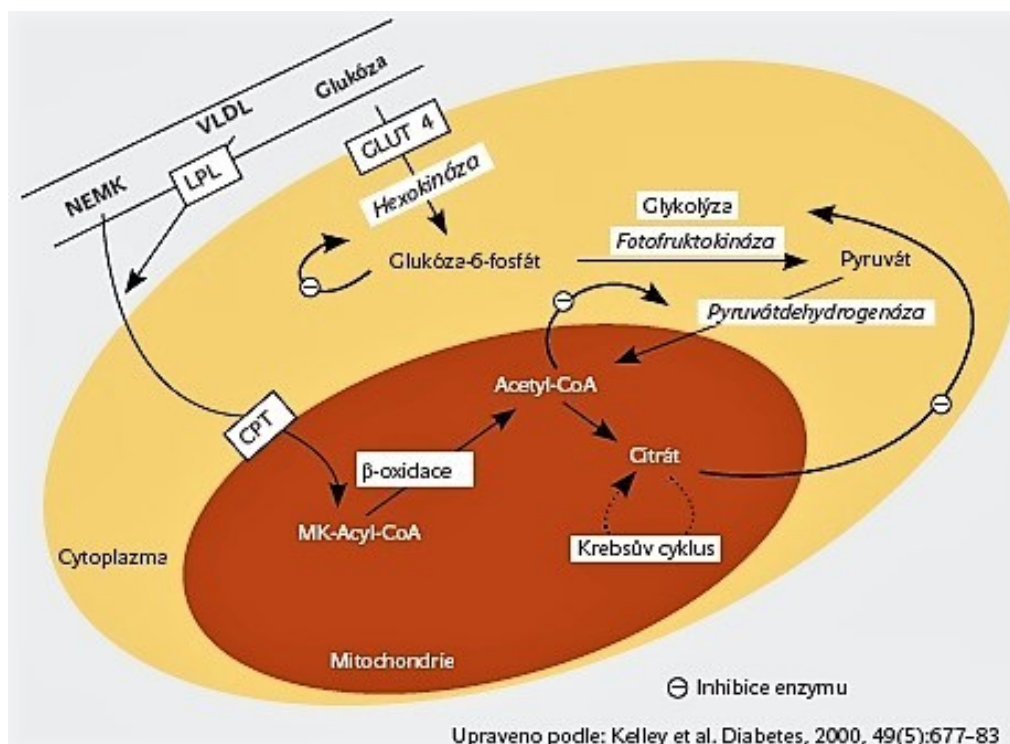 Glukóza
VLDL
NEMK
LPL
GLUT 4
Hexokináza
Glukóza-6-fosfát
Glykolýza
Fotofruktokináza
Pyruvát
Pyruvátdehydrogenáza
Acetyl-CoA
CPT
β-oxidace
Citrát
MK-Acyl-CoA
Krebsův cyklus
Cytoplazma
Mitochondrie
⊖ Inhibice enzymu
Upraveno podle: Kelley et al. Diabetes, 2000, 49(5):677–83